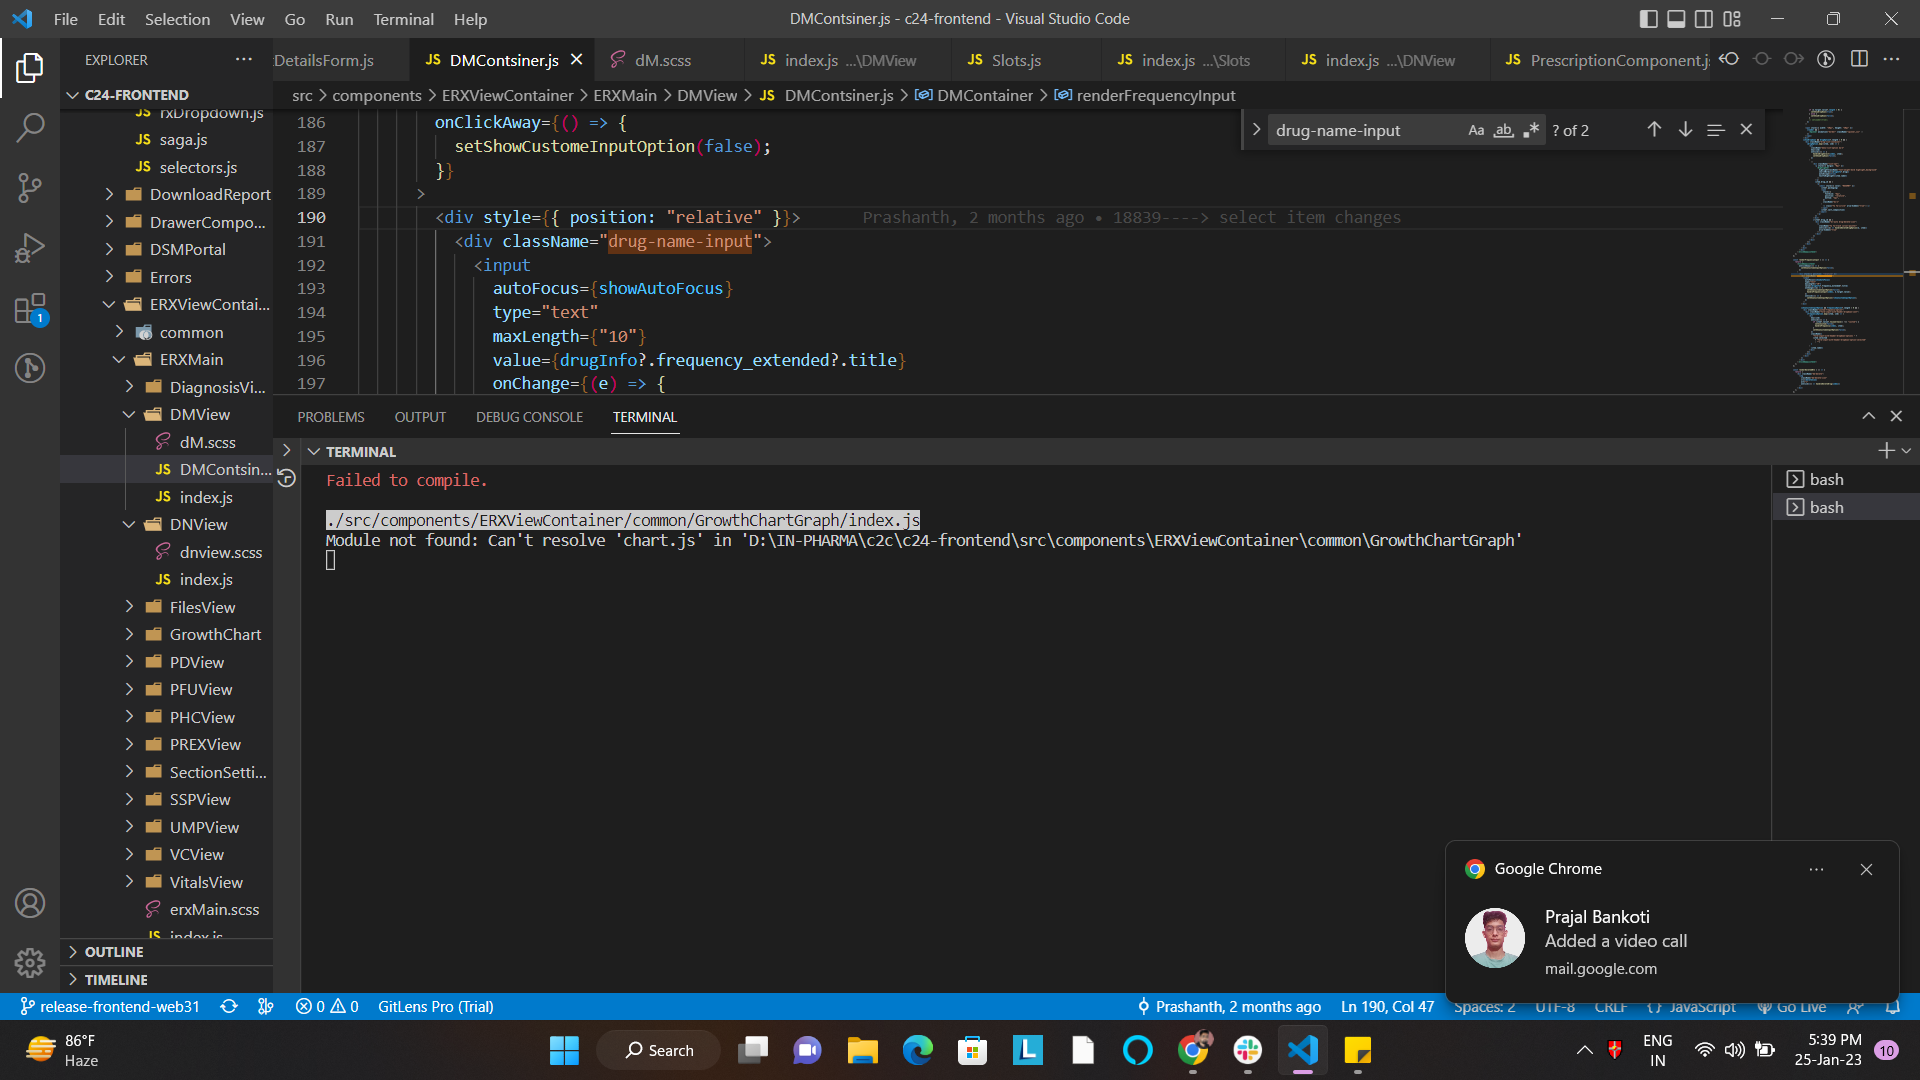 File Edit Selection View Go Run Terminal Help
DMContsiner.js - c24-frontend - Visual Studio Code
EXPLORER
DetailsForm.js
JS DMContsiner.js
dM.scss
JS index.js ...\DMView
JS Slots.js
JS index.js ...\Slots
JS index.js ...\DNView
JS PrescriptionComponent.js
C24-FRONTEND
src > components > ERXViewContainer > ERXMain > DMView > JS DMContsiner.js > DMContainer > renderFrequencyInput
JS rxDropdown.js
JS saga.js
JS selectors.js
DownloadReport
DrawerCompo...
DSMPortal
Errors
ERXViewContai...
common
ERXMain
DiagnosisVi...
DMView
dM.scss
JS DMContsin...
JS index.js
DNView
dnview.scss
JS index.js
FilesView
GrowthChart
PDView
PFUView
PHCView
PREXView
SectionSetti...
SSPView
UMPView
VCView
VitalsView
erxMain.scss
JS index.js
OUTLINE
TIMELINE
186 onClickAway={() => {
187 setShowCustomeInputOption(false);
188 }}
189 >
190 <div style={{ position: "relative" }}> Prashanth, 2 months ago • 18839----> select item changes
191 <div className="drug-name-input">
192 <input
193 autoFocus={showAutoFocus}
194 type="text"
195 maxLength={"10"}
196 value={drugInfo?.frequency_extended?.title}
197 onChange={(e) => {
drug-name-input Aa ab .* ? of 2
PROBLEMS OUTPUT DEBUG CONSOLE TERMINAL
TERMINAL
Failed to compile.
./src/components/ERXViewContainer/common/GrowthChartGraph/index.js
Module not found: Can't resolve 'chart.js' in 'D:\IN-PHARMA\c2c\c24-frontend\src\components\ERXViewContainer\common\GrowthChartGraph'
bash
bash
1
Google Chrome
Prajal Bankoti
Added a video call
mail.google.com
release-frontend-web31 0 0 GitLens Pro (Trial)
Prashanth, 2 months ago Ln 190, Col 47 Spaces: 2 UTF-8 CRLF {} JavaScript Go Live
86°F
Haze
Search
L
ENG
IN
5:39 PM
25-Jan-23
10